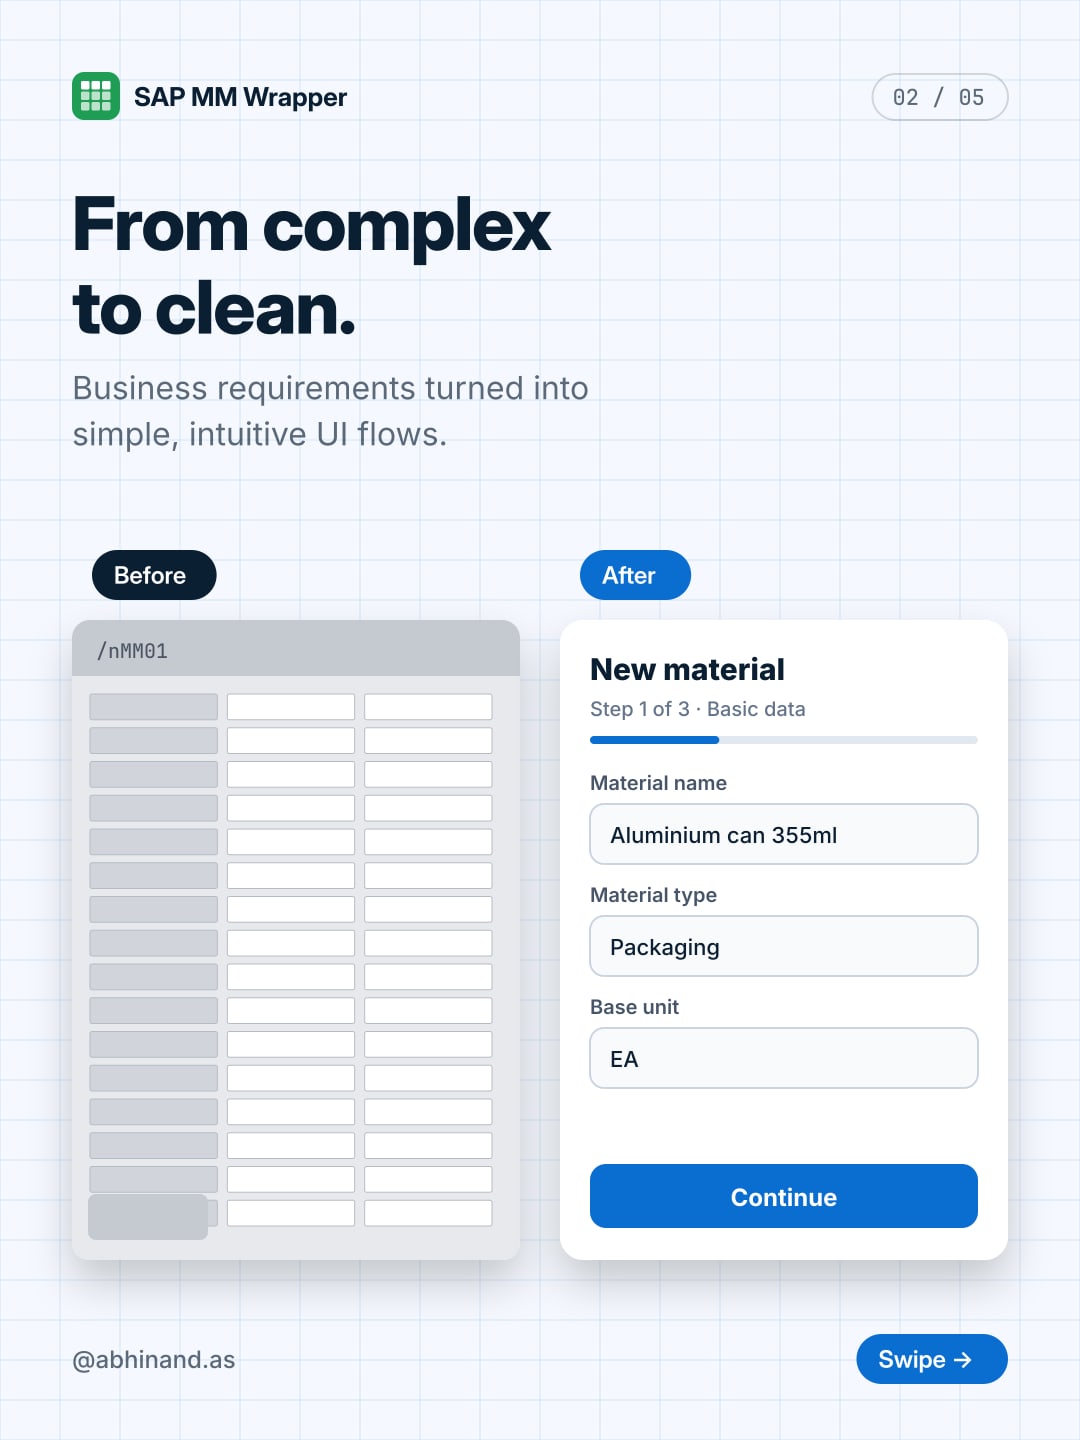 SAP MM Wrapper
02 / 05
From complex
to clean.
Business requirements turned into
simple, intuitive UI flows.
Before
After
/nMM01
New material
Step 1 of 3 · Basic data
Material name
Aluminium can 355ml
Material type
Packaging
Base unit
EA
Continue
@abhinand.as
Swipe →